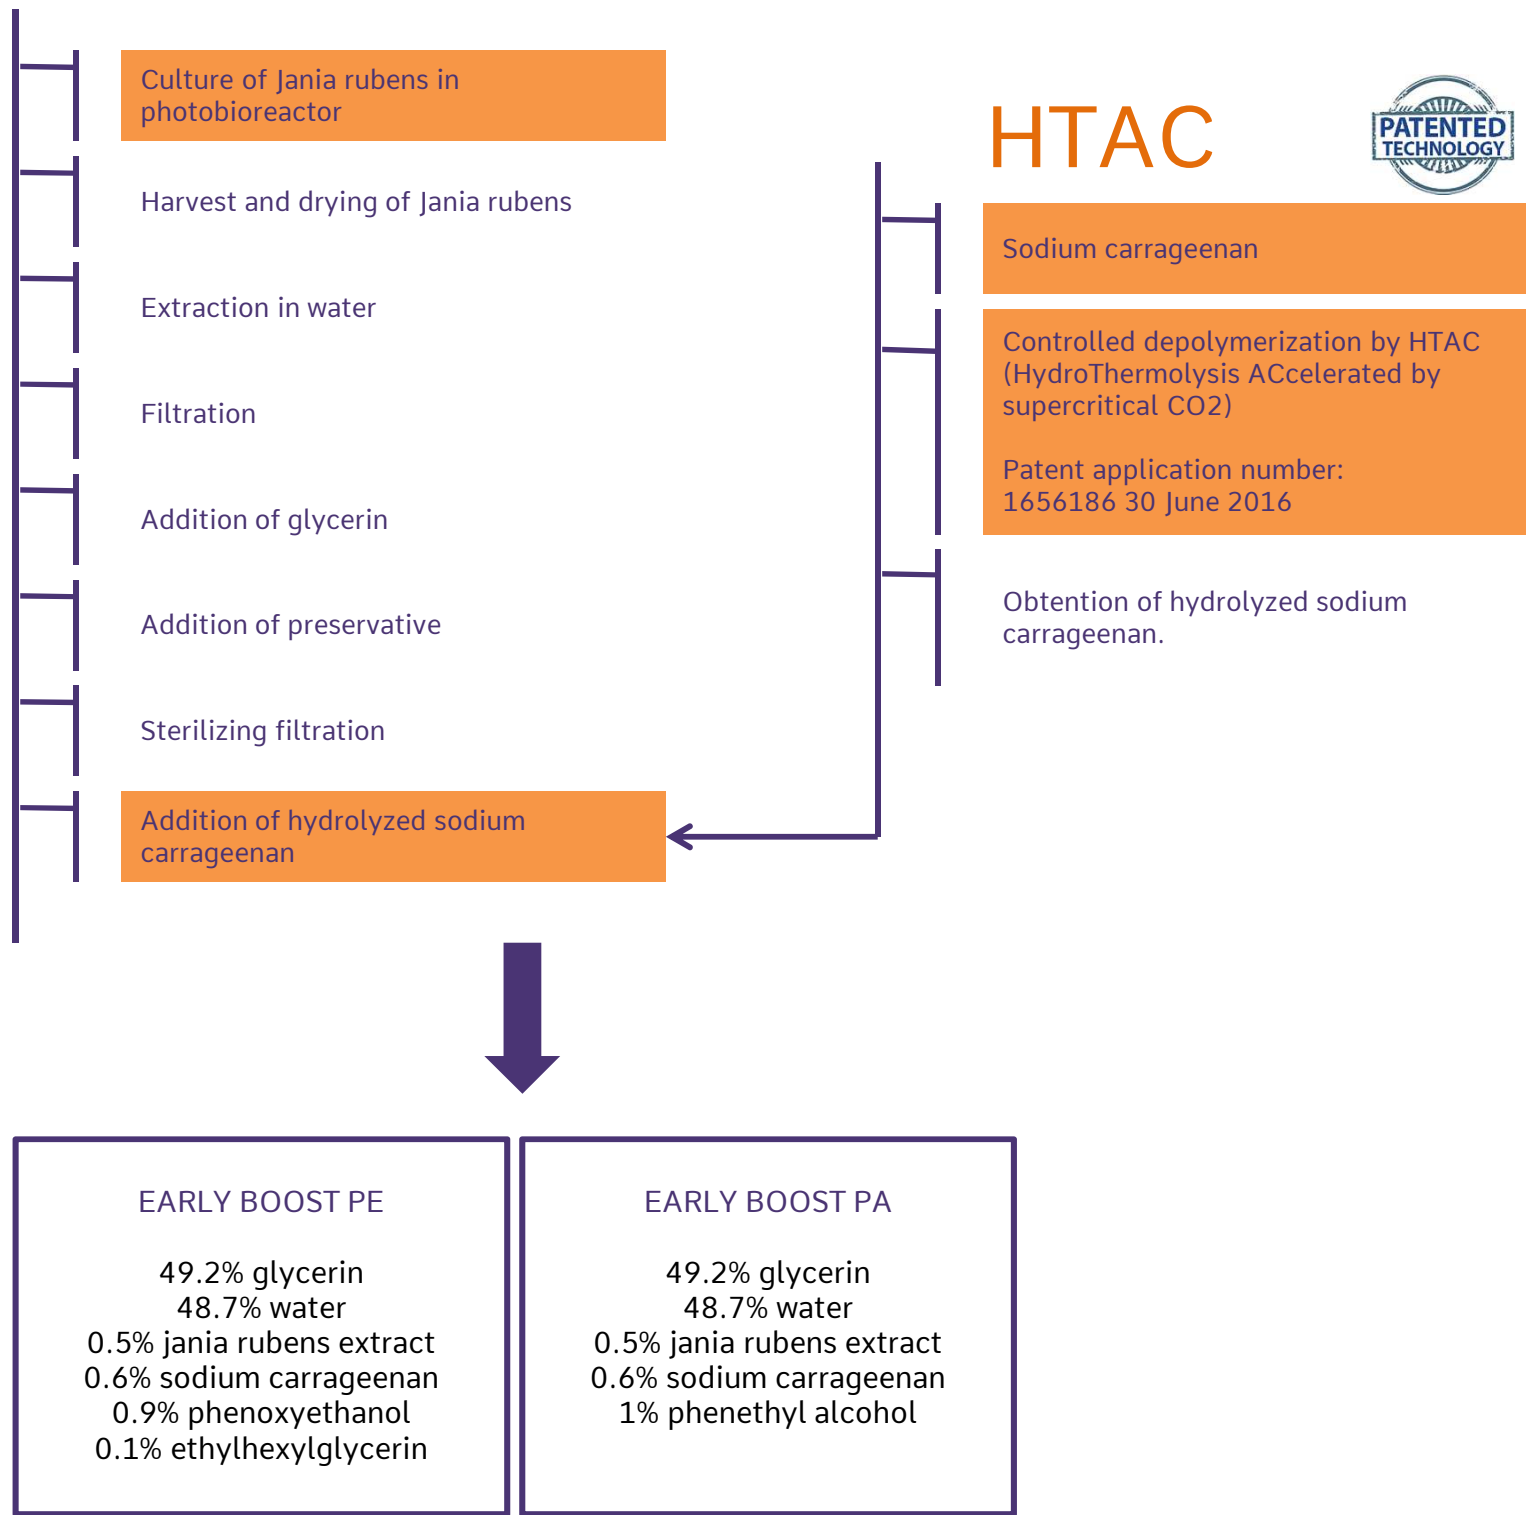 Culture of Jania rubens in
photobioreactor
Harvest and drying of Jania rubens
Extraction in water
Filtration
Addition of glycerin
Addition of preservative
Sterilizing filtration
Addition of hydrolyzed sodium
carrageenan
HTAC
PATENTED
TECHNOLOGY
Sodium carrageenan
Controlled depolymerization by HTAC
(HydroThermolysis ACcelerated by
supercritical CO2)
Patent application number:
1656186 30 June 2016
Obtention of hydrolyzed sodium
carrageenan.
EARLY BOOST PE
49.2% glycerin
48.7% water
0.5% jania rubens extract
0.6% sodium carrageenan
0.9% phenoxyethanol
0.1% ethylhexylglycerin
EARLY BOOST PA
49.2% glycerin
48.7% water
0.5% jania rubens extract
0.6% sodium carrageenan
1% phenethyl alcohol